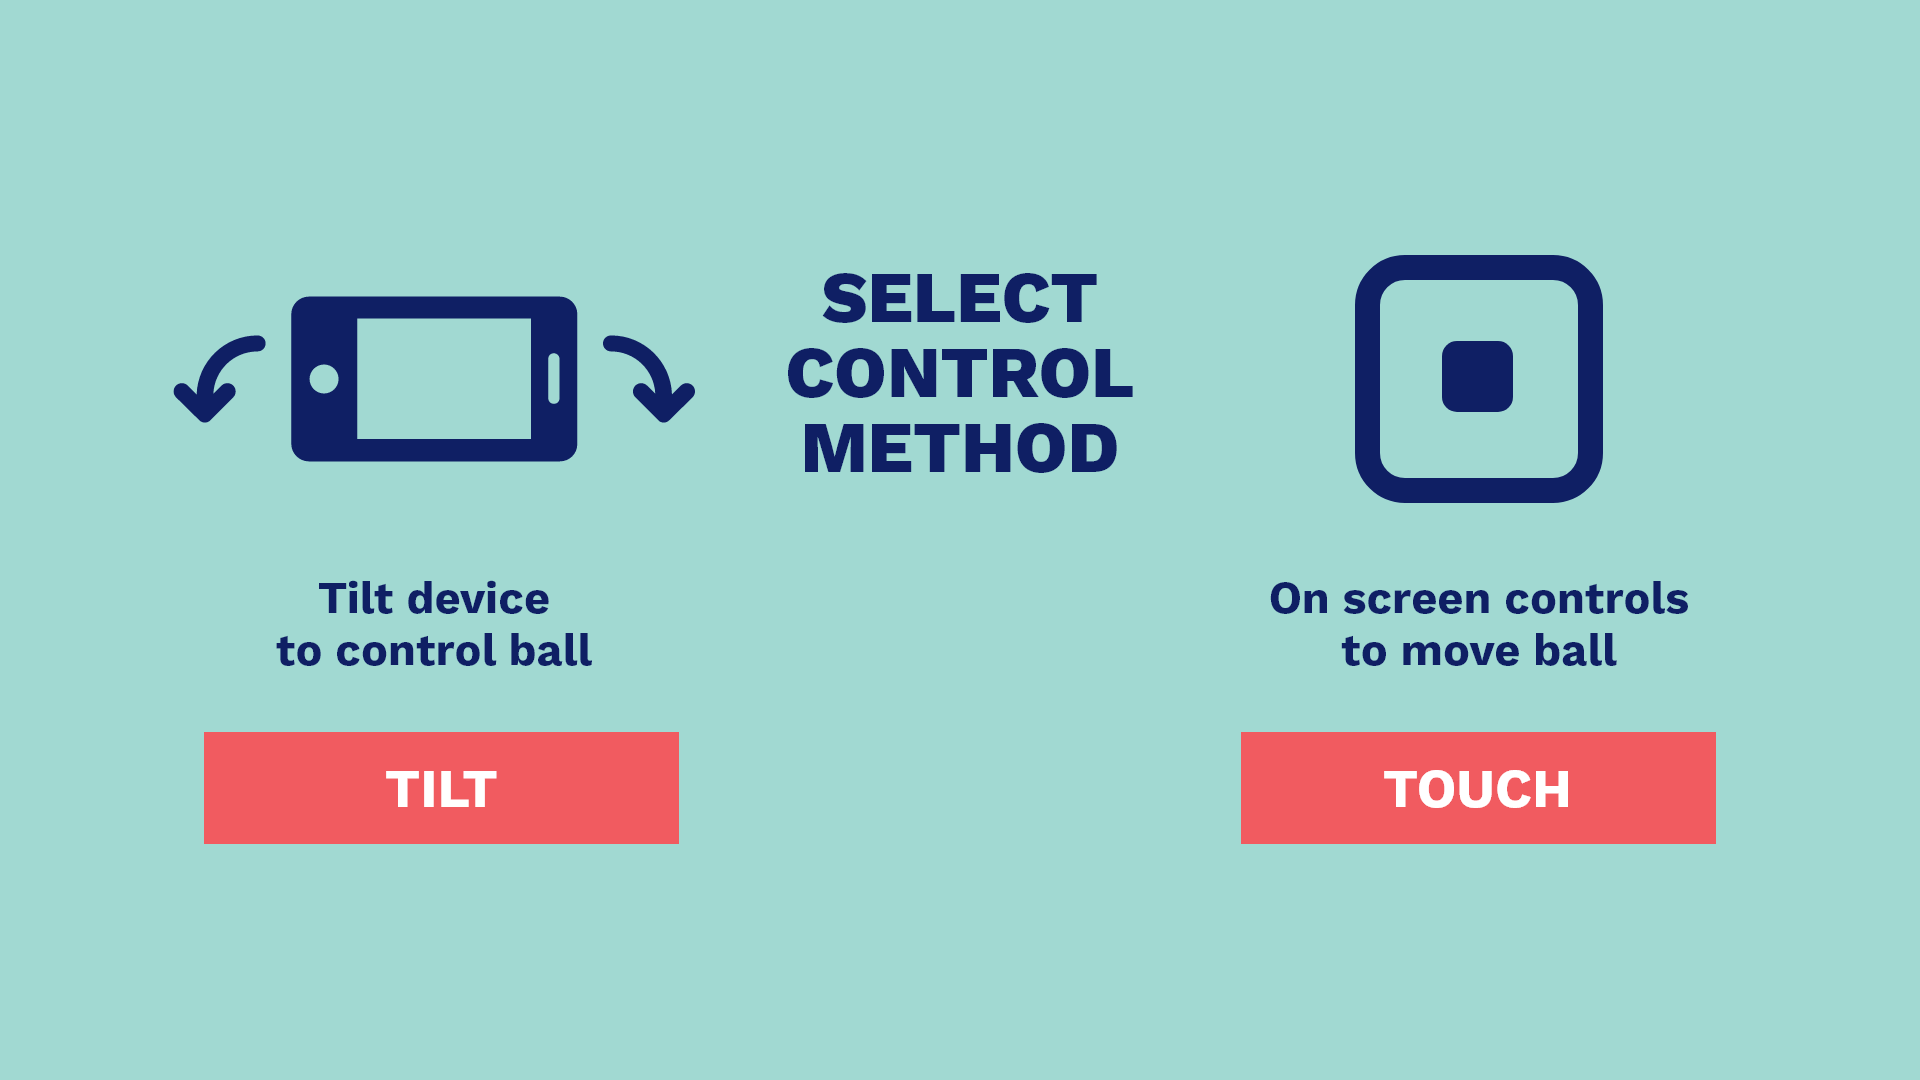 SELECT
CONTROL
METHOD
Tilt device
to control ball
TILT
On screen controls
to move ball
TOUCH